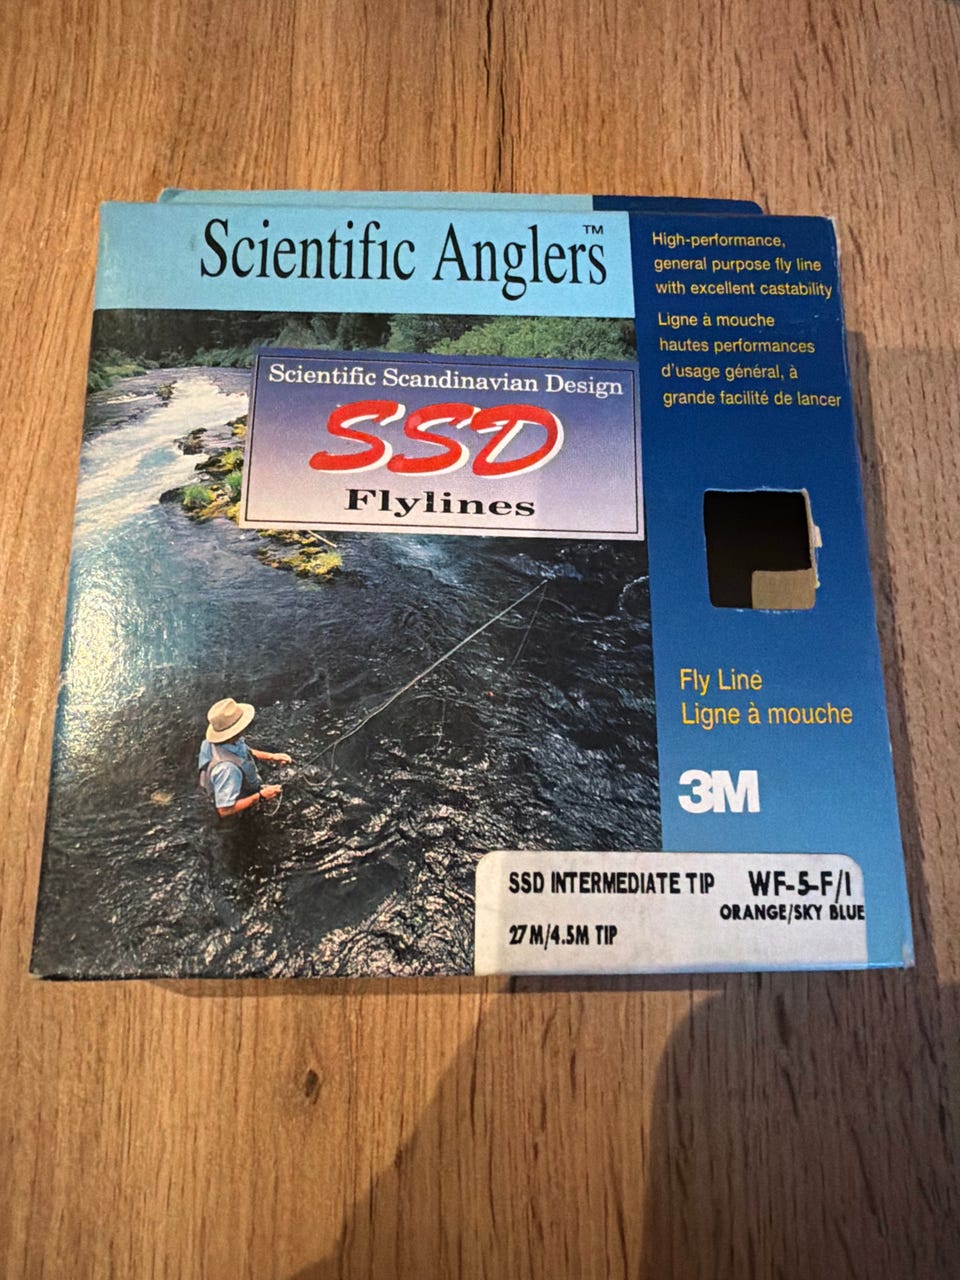 Scientific Anglers™
High-performance,
general purpose fly line
with excellent castability
Ligne à mouche
hautes performances
d'usage général, à
grande facilité de lancer
Scientific Scandinavian Design
SSD
Flylines
Fly Line
Ligne à mouche
3M
SSD INTERMEDIATE TIP WF-5-F/I
ORANGE/SKY BLUE
27 M/4.5M TIP